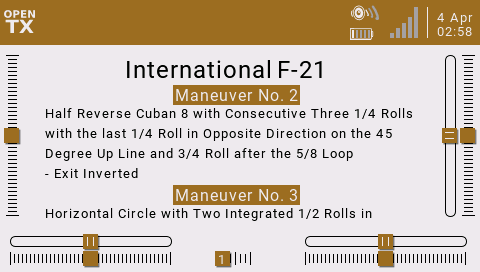 OPEN
TX
4 Apr
02:58
International F-21
Maneuver No. 2
Half Reverse Cuban 8 with Consecutive Three 1/4 Rolls
with the last 1/4 Roll in Opposite Direction on the 45
Degree Up Line and 3/4 Roll after the 5/8 Loop
- Exit Inverted
Maneuver No. 3
Horizontal Circle with Two Integrated 1/2 Rolls in
1